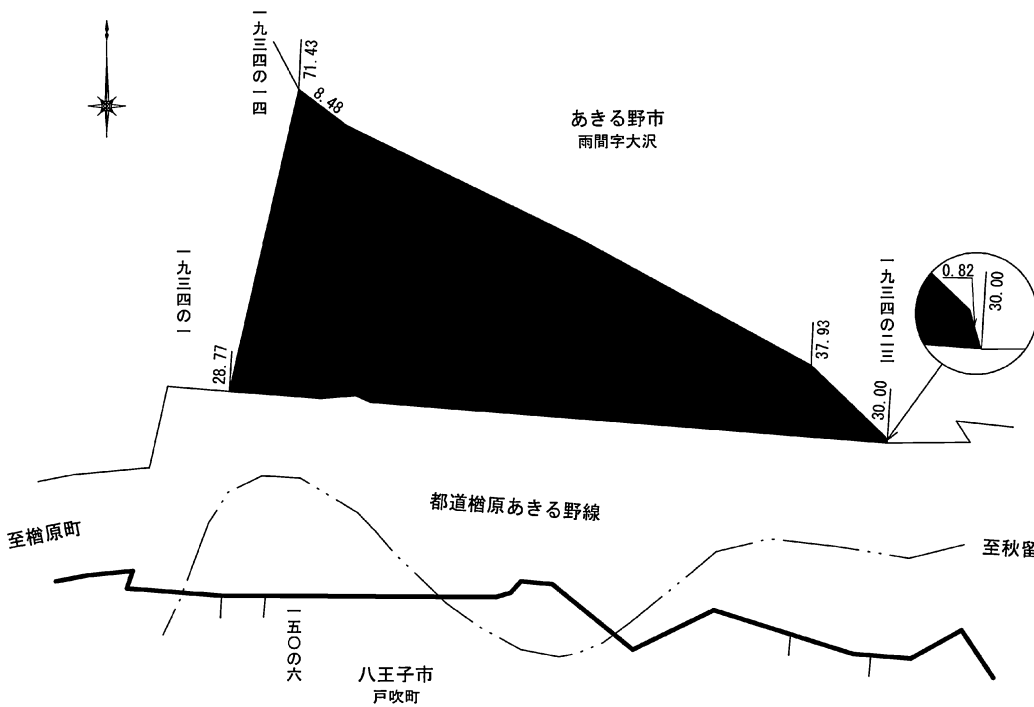 一九三四の一四
71.43
8.48
あきる野市
雨間字大沢
一九三四の一
28.77
37.93
一九三四の二三
0.82
30.00
30.00
都道楢原あきる野線
至楢原町
至秋留
一五〇の六
八王子市
戸吹町